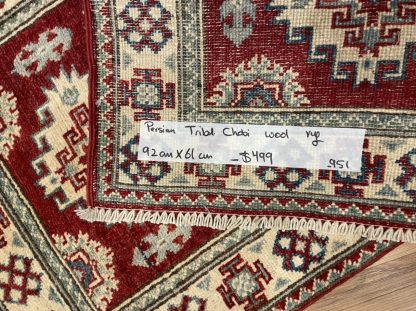 Persian Tribal Chobi wool rug
92cm x 61cm - $499 951